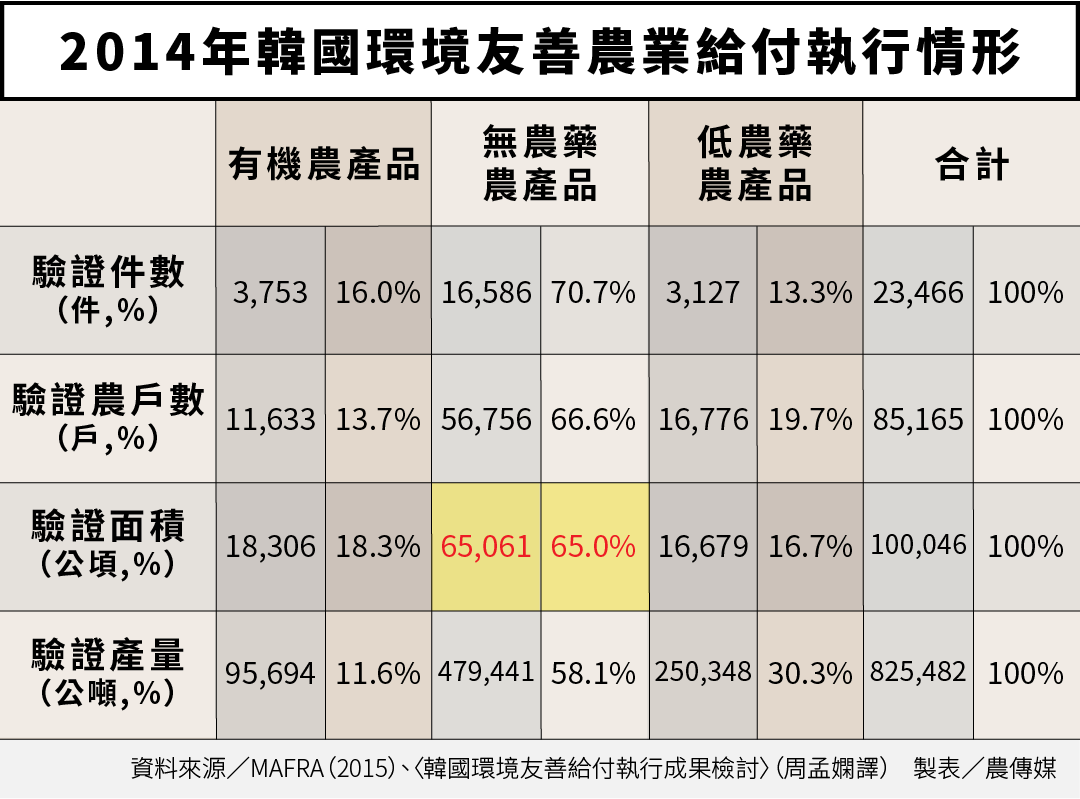 2014年韓國環境友善農業給付執行情形
有機農產品
無農藥
農產品
低農藥
農產品
合計
驗證件數
(件,%)
3,753 16.0% 16,586 70.7% 3,127 13.3% 23,466 100%
驗證農戶數
(戶,%)
11,633 13.7% 56,756 66.6% 16,776 19.7% 85,165 100%
驗證面積
(公頃,%)
18,306 18.3% 65,061 65.0% 16,679 16.7% 100,046 100%
驗證產量
(公噸,%)
95,694 11.6% 479,441 58.1% 250,348 30.3% 825,482 100%
資料來源／MAFRA(2015)、〈韓國環境友善給付執行成果檢討〉(周孟嫻譯) 製表／農傳媒